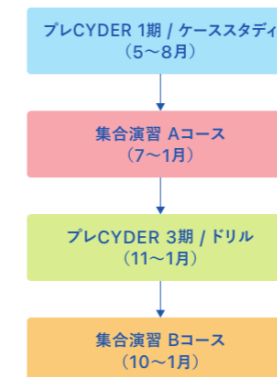 プレCYDER 1期 / ケーススタディ
（5〜8月）
集合演習 Aコース
（7〜1月）
プレCYDER 3期 / ドリル
（11〜1月）
集合演習 Bコース
（10〜1月）